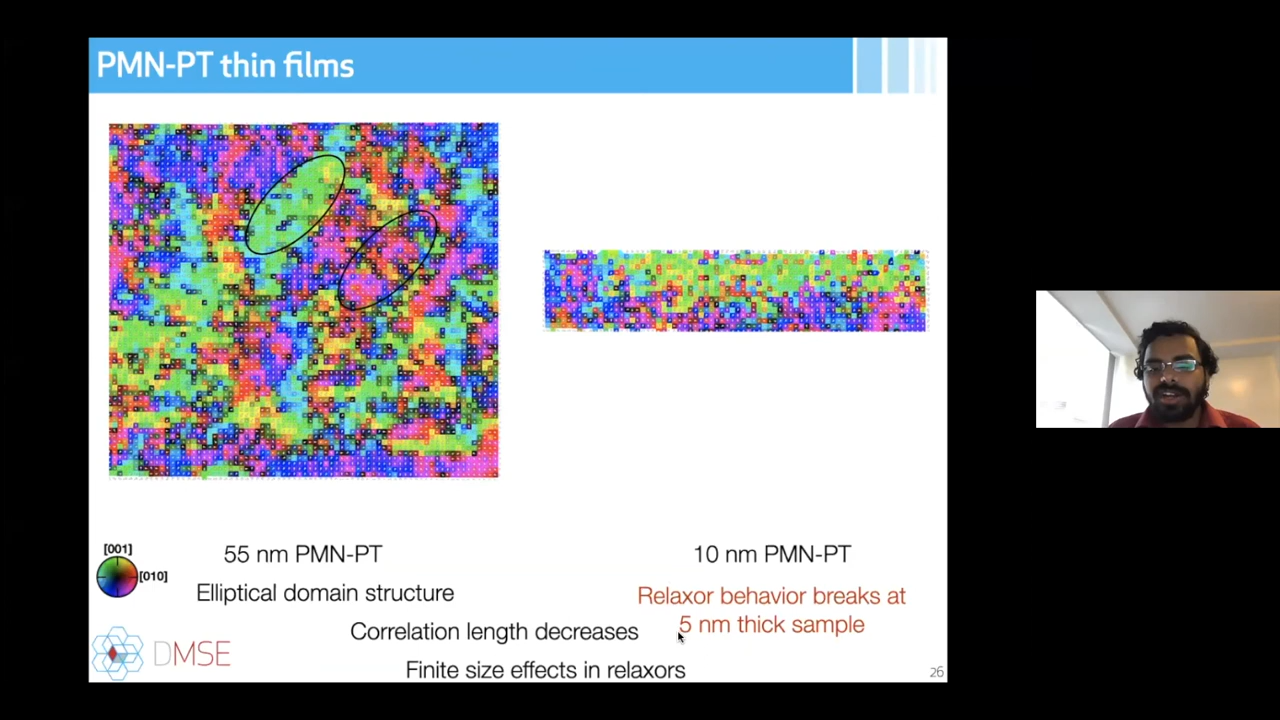 PMN-PT thin films
[001]
[010]
55 nm PMN-PT
Elliptical domain structure
10 nm PMN-PT
Relaxor behavior breaks at
5 nm thick sample
Correlation length decreases
Finite size effects in relaxors
DMSE
26